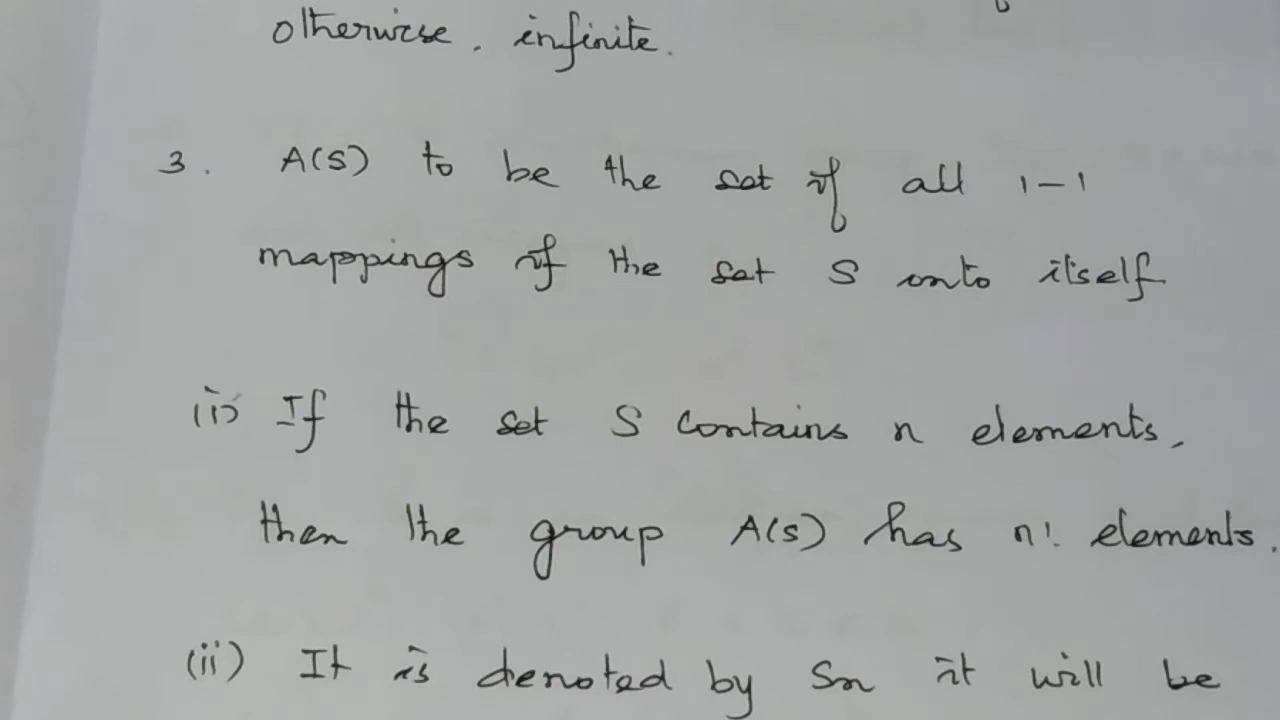 otherwise, infinite.
3. A(S) to be the set of all 1-1
mappings of the set S onto itself
(i) If the set S contains n elements,
then the group A(S) has n! elements.
(ii) It is denoted by Sn it will be